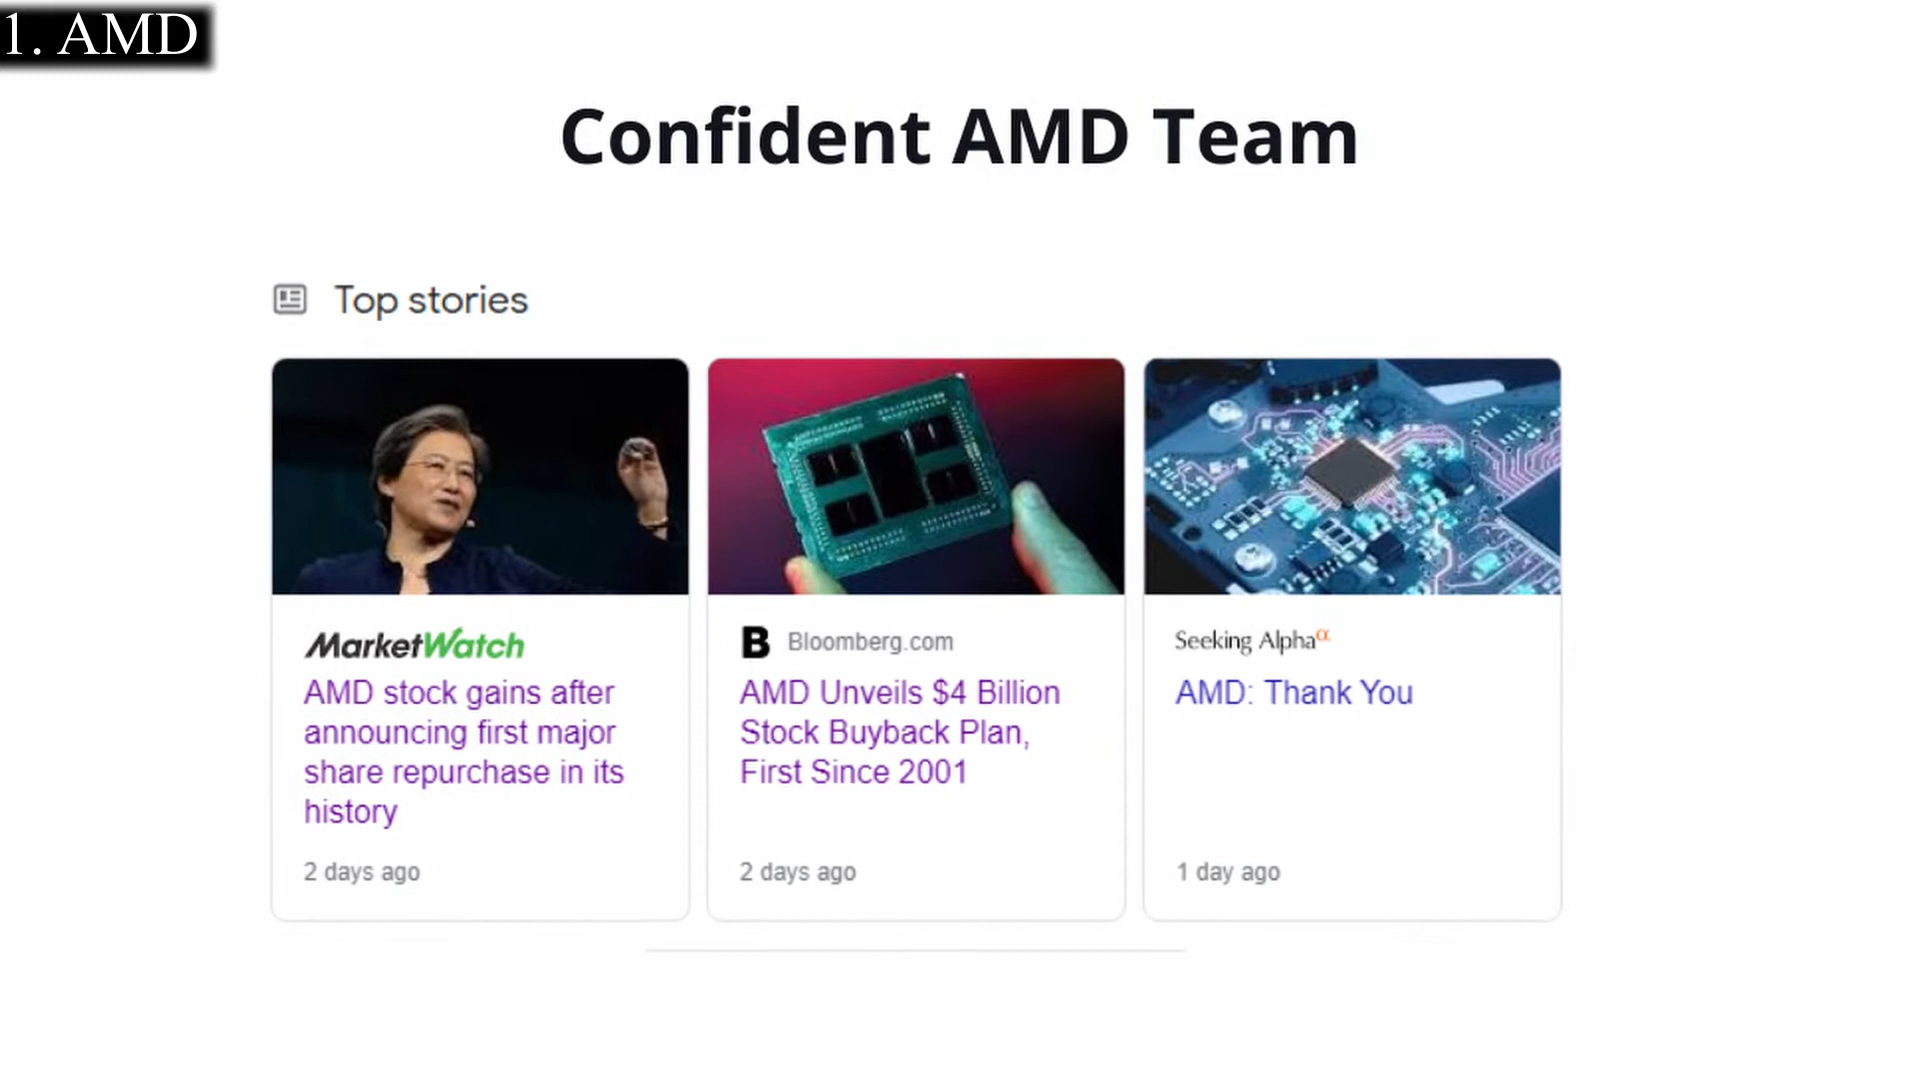 1. AMD
Confident AMD Team
Top stories
MarketWatch
AMD stock gains after
announcing first major
share repurchase in its
history
2 days ago
B Bloomberg.com
AMD Unveils $4 Billion
Stock Buyback Plan,
First Since 2001
2 days ago
Seeking Alphaα
AMD: Thank You
1 day ago